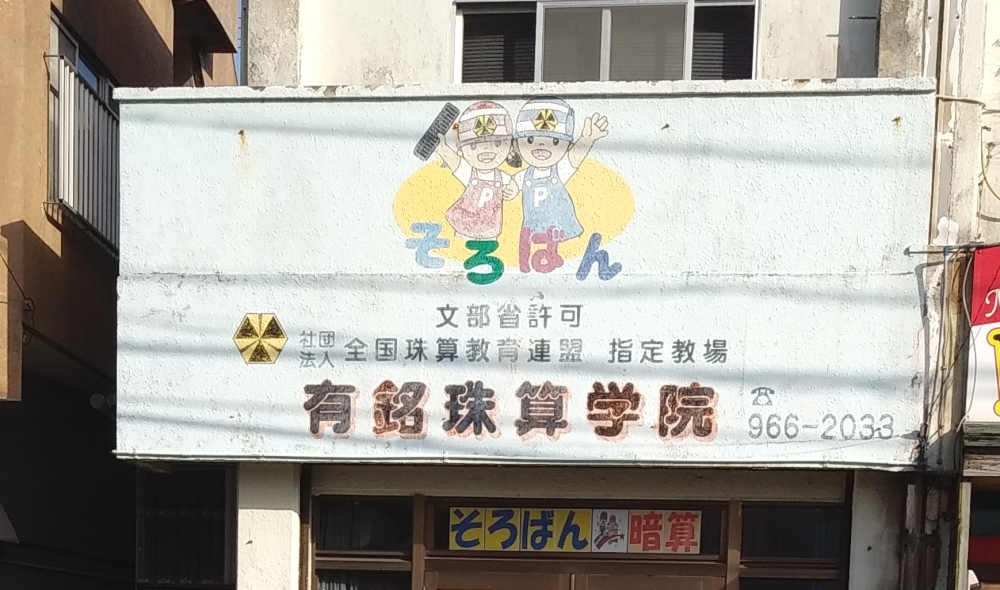 P P
そろばん
文部省許可
社団法人 全国珠算教育連盟 指定教場
有銘珠算学院 ☎ 966-2033
そろばん 暗算